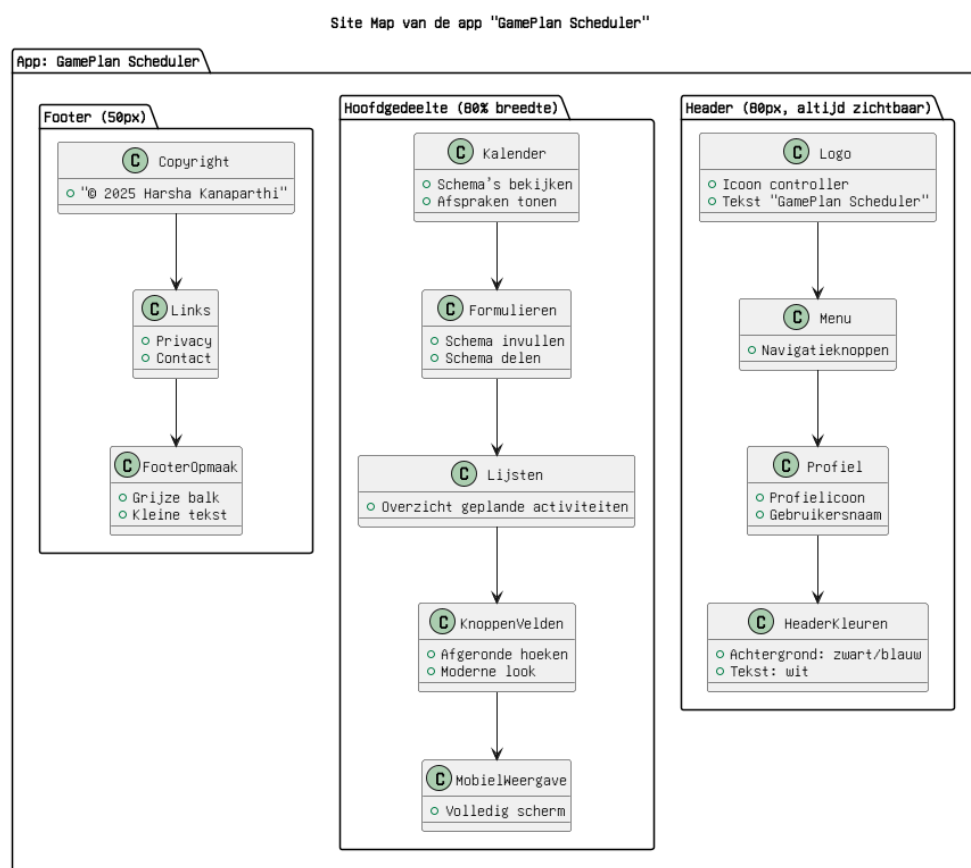 Site Map van de app "GamePlan Scheduler"
App: GamePlan Scheduler
Footer (50px)
C Copyright
"© 2025 Harsha Kanaparthi"
C Links
Privacy
Contact
C FooterOpmaak
Grijze balk
Kleine tekst
Hoofdgedeelte (80% breedte)
C Kalender
Schema's bekijken
Afspraken tonen
C Formulieren
Schema invullen
Schema delen
C Lijsten
Overzicht geplande activiteiten
C KnoppenVelden
Afgeronde hoeken
Moderne look
C MobielWeergave
Volledig scherm
Header (80px, altijd zichtbaar)
C Logo
Icoon controller
Tekst "GamePlan Scheduler"
C Menu
Navigatieknoppen
C Profiel
Profielicoon
Gebruikersnaam
C HeaderKleuren
Achtergrond: zwart/blauw
Tekst: wit